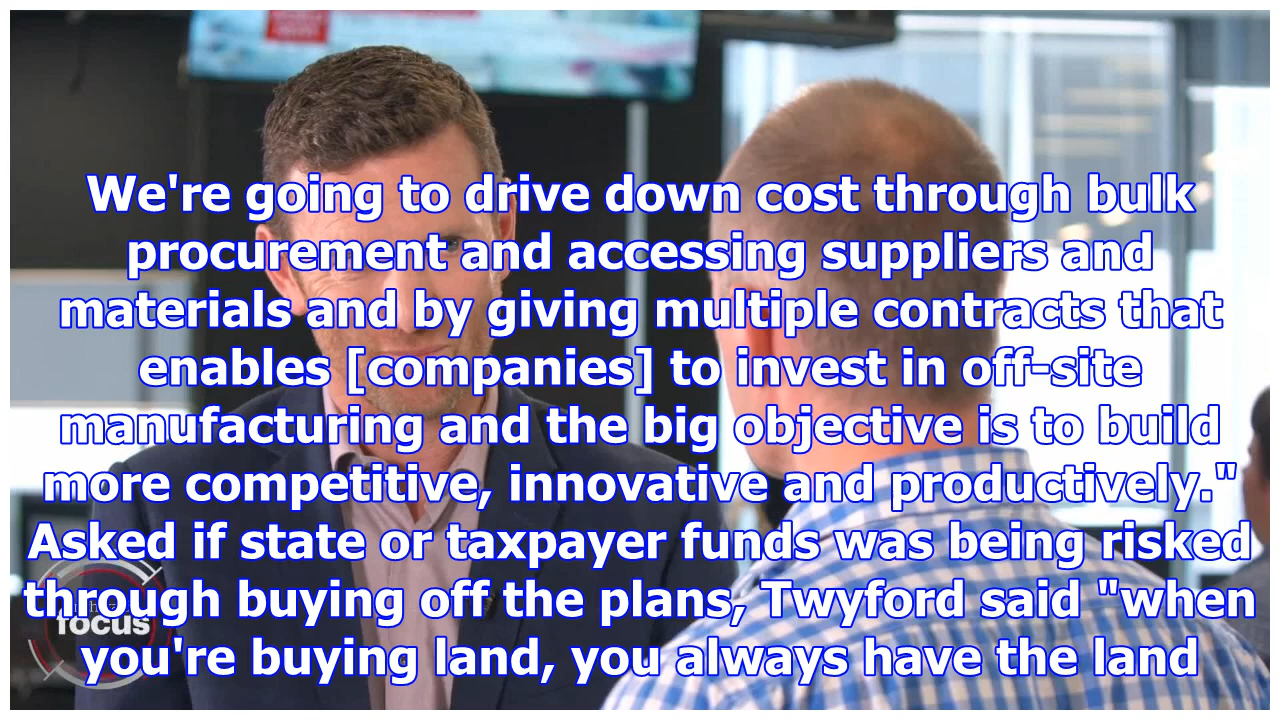 We're going to drive down cost through bulk
procurement and accessing suppliers and
materials and by giving multiple contracts that
enables [companies] to invest in off-site
manufacturing and the big objective is to build
more competitive, innovative and productively."
Asked if state or taxpayer funds was being risked
through buying off the plans, Twyford said "when
you're buying land, you always have the land
focus